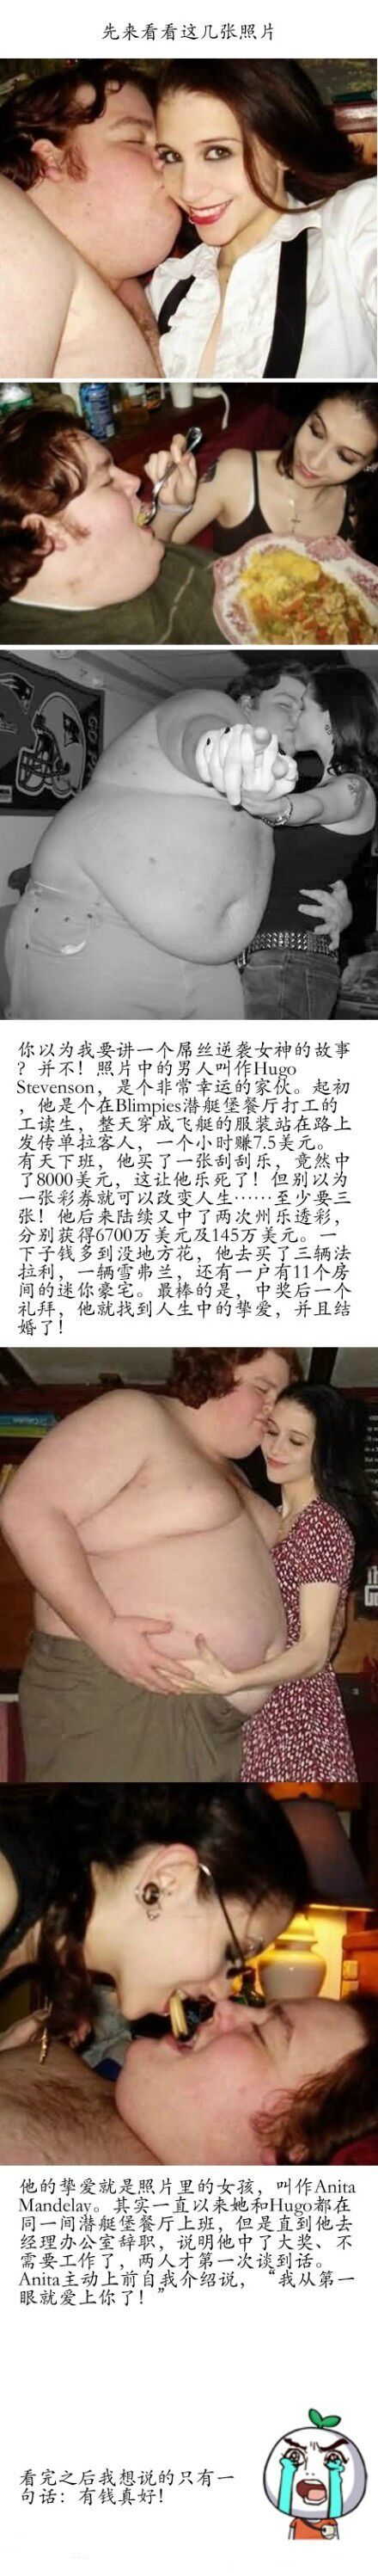 先来看看这几张照片
你以为我要讲一个屌丝逆袭女神的故事
？并不！照片中的男人叫作Hugo
Stevenson，是个非常幸运的家伙。起初
，他是个在Blimpies潜艇堡餐厅打工的
工读生，整天穿成飞艇的服装站在路上
发传单拉客人，一个小时赚7.5美元。
有天下班，他买了一张刮刮乐，竟然中
了8000美元，这让他乐死了！但别以为
一张彩券就可以改变人生……至少要三
张！他后来陆续又中了两次州乐透彩，
分别获得6700万美元及145万美元。一
下子钱多到没地方花，他去买了三辆法
拉利，一辆雪弗兰，还有一户有11个房
间的迷你豪宅。最棒的是，中奖后一个
礼拜，他就找到人生中的挚爱，并且结
婚了！
他的挚爱就是照片里的女孩，叫作Anita
Mandelay。其实一直以来她和Hugo都在
同一间潜艇堡餐厅上班，但是直到他去
经理办公室辞职，说明他中了大奖、不
需要工作了，两人才第一次谈到话。
Anita主动上前自我介绍说，“我从第一
眼就爱上你了！”
看完之后我想说的只有一
句话：有钱真好！